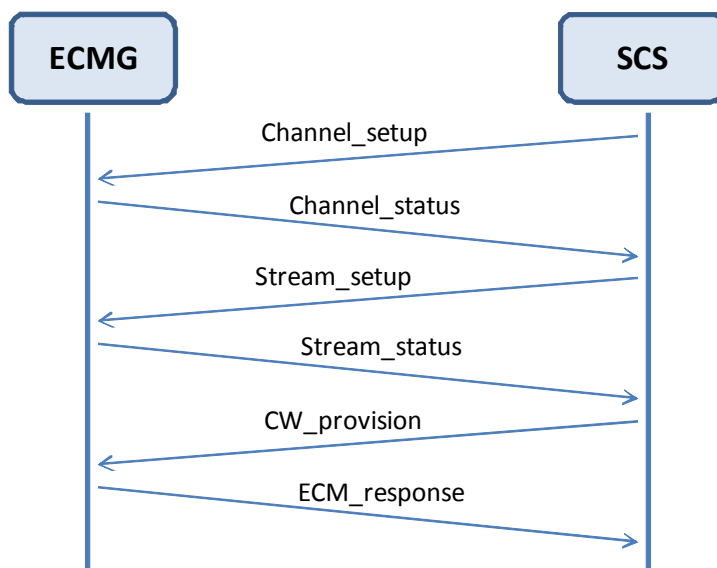 ECMG
SCS
Channel_setup
Channel_status
Stream_setup
Stream_status
CW_provision
ECM_response